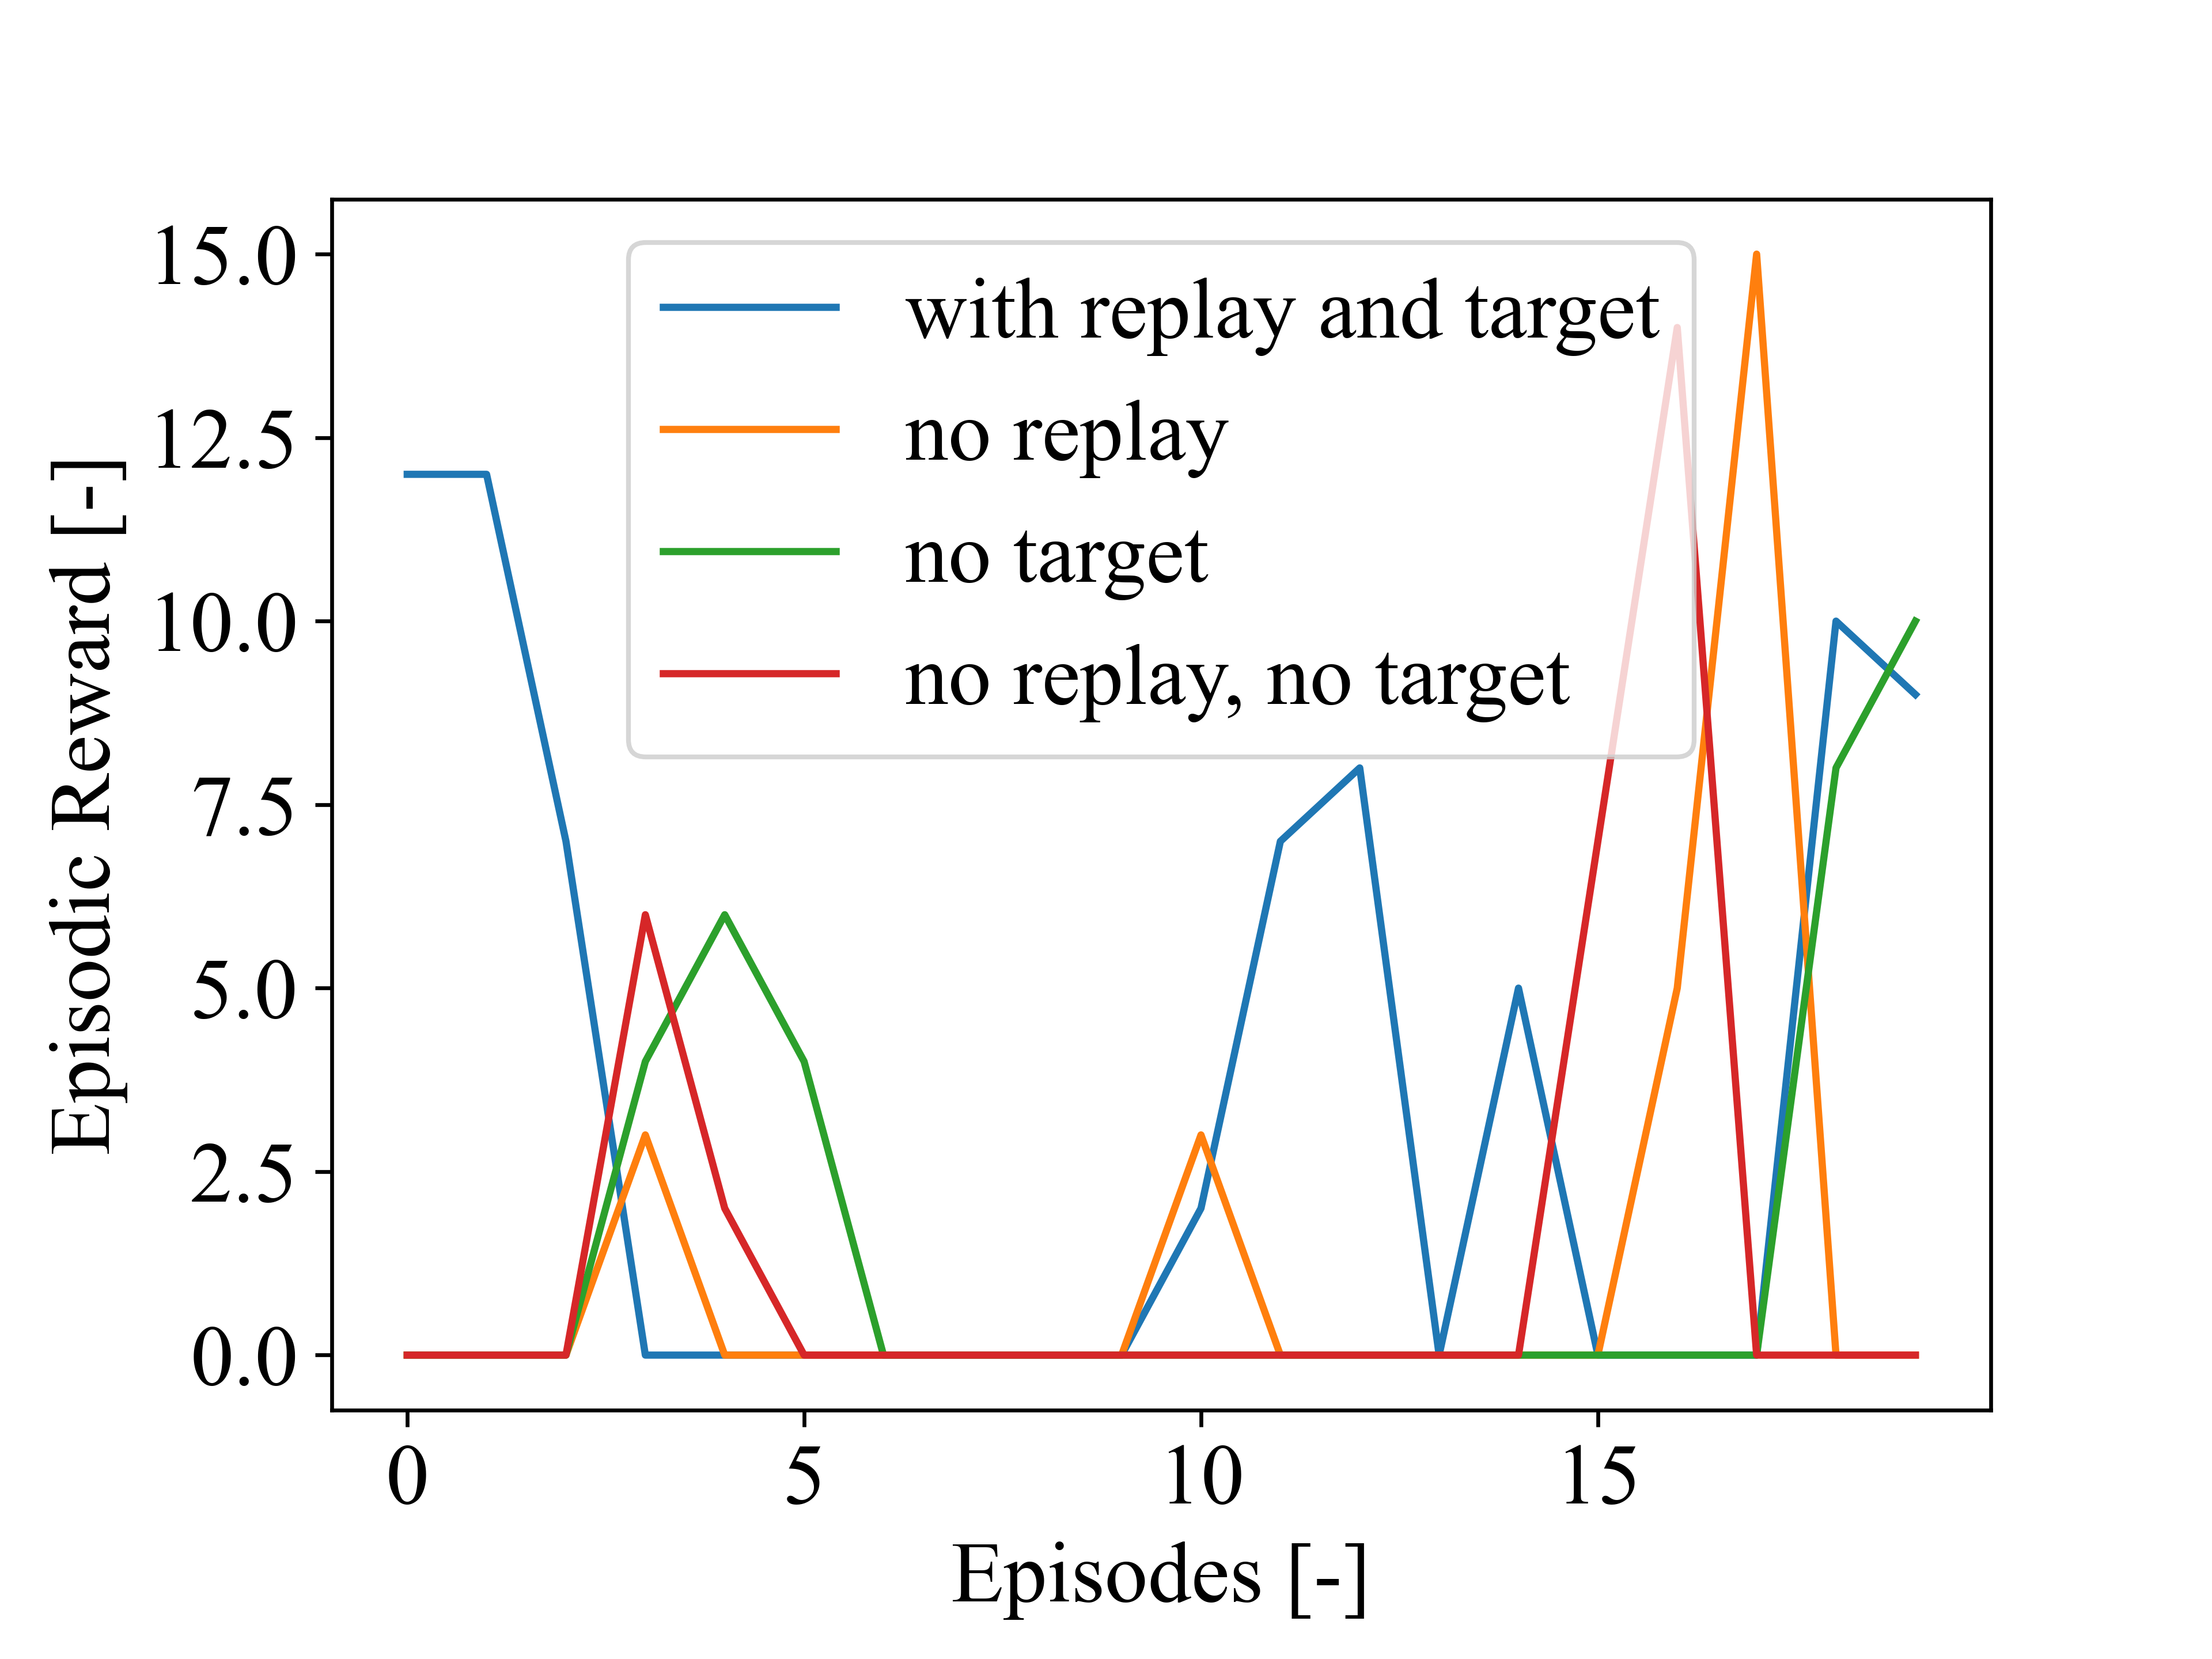 15.0
12.5
10.0
7.5
5.0
2.5
0.0
Episodic Reward [-]
with replay and target
no replay
no target
no replay, no target
0 5 10 15
Episodes [-]